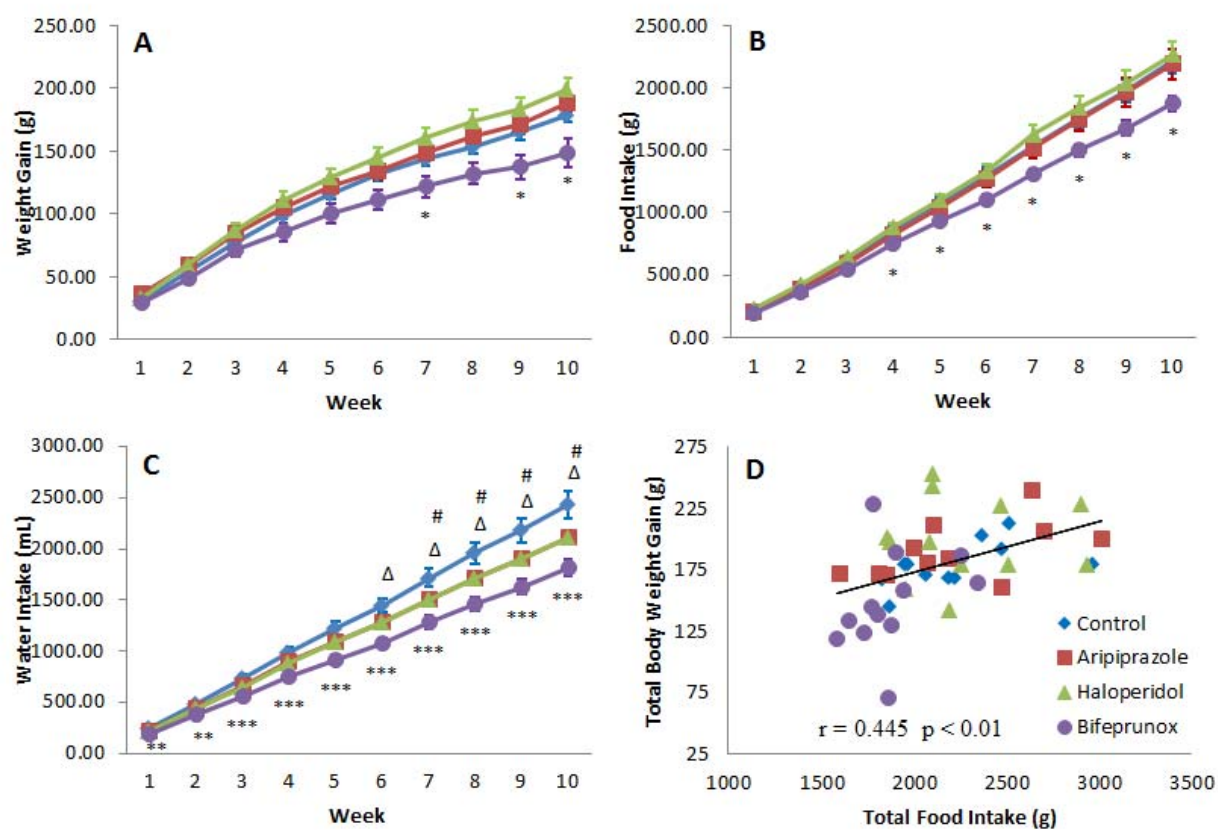 A
Weight Gain (g)
250.00
200.00
150.00
100.00
50.00
0.00
* * *
1 2 3 4 5 6 7 8 9 10
Week
B
Food Intake (g)
2500.00
2000.00
1500.00
1000.00
500.00
0.00
* * * * * * *
1 2 3 4 5 6 7 8 9 10
Week
C
Water Intake (mL)
3000.00
2500.00
2000.00
1500.00
1000.00
500.00
0.00
# # # #
Δ Δ Δ Δ Δ
** ** *** *** *** *** *** *** *** ***
1 2 3 4 5 6 7 8 9 10
Week
D
Total Body Weight Gain (g)
275
225
175
125
75
25
Control
Aripiprazole
Haloperidol
Bifeprunox
r = 0.445 p < 0.01
1000 1500 2000 2500 3000 3500
Total Food Intake (g)